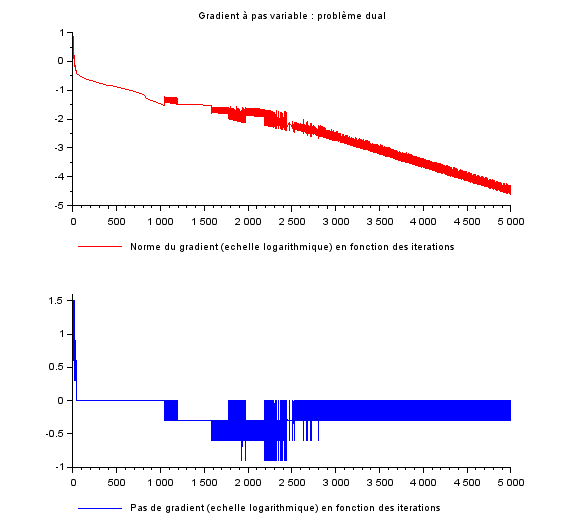 Gradient à pas variable : problème dual
1
0
-1
-2
-3
-4
-5
0 500 1 000 1 500 2 000 2 500 3 000 3 500 4 000 4 500 5 000
Norme du gradient (echelle logarithmique) en fonction des iterations
1.5
1
0.5
0
-0.5
-1
0 500 1 000 1 500 2 000 2 500 3 000 3 500 4 000 4 500 5 000
Pas de gradient (echelle logarithmique) en fonction des iterations